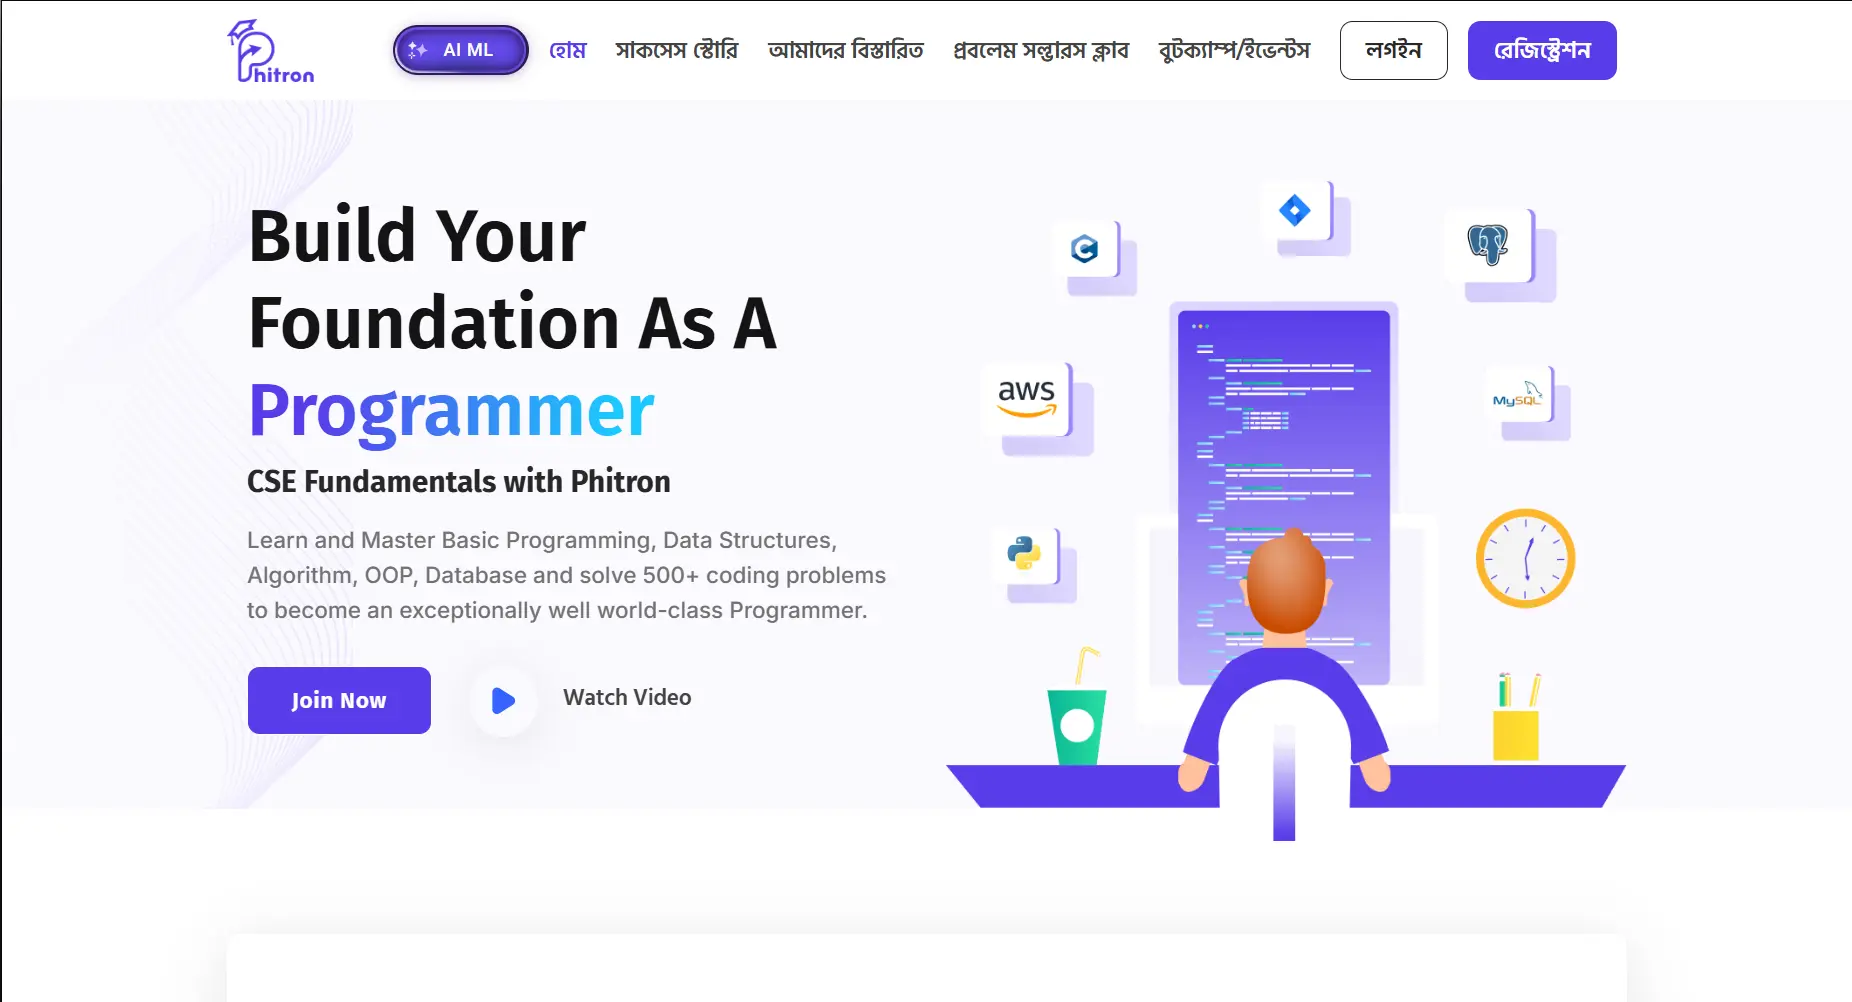 Phitron
AI ML
হোম
সাকসেস স্টোরি
আমাদের বিস্তারিত
প্রবলেম সল্ভারস ক্লাব
বুটক্যাম্প/ইভেন্টস
লগইন
রেজিস্ট্রেশন
Build Your
Foundation As A
Programmer
CSE Fundamentals with Phitron
Learn and Master Basic Programming, Data Structures,
Algorithm, OOP, Database and solve 500+ coding problems
to become an exceptionally well world-class Programmer.
Join Now
Watch Video
C
aws
MySQL